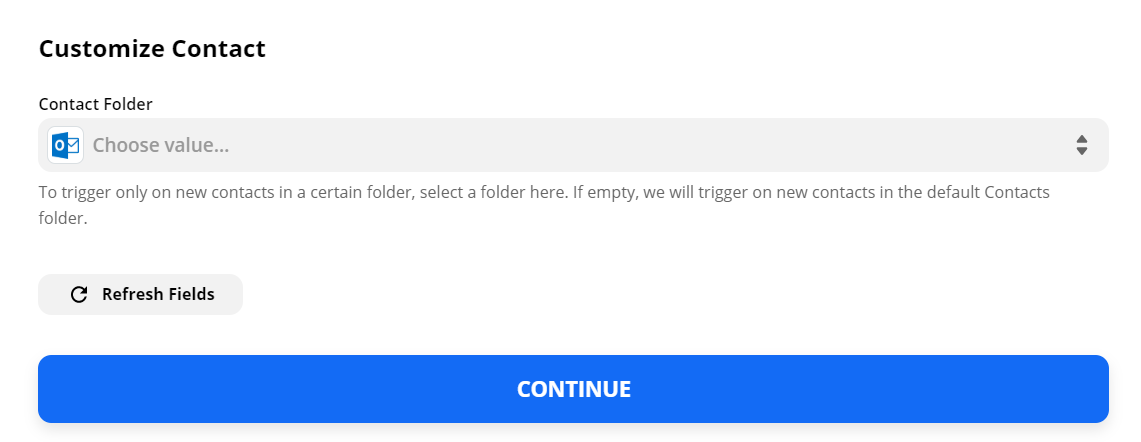 Customize Contact
Contact Folder
Choose value...
To trigger only on new contacts in a certain folder, select a folder here. If empty, we will trigger on new contacts in the default Contacts
folder.
Refresh Fields
CONTINUE